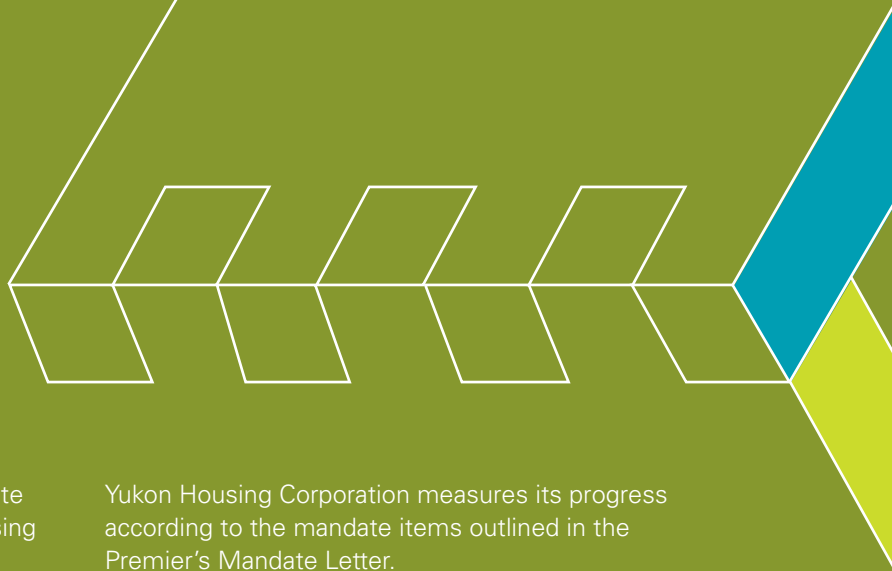 Yukon Housing Corporation measures its progress
according to the mandate items outlined in the
Premier's Mandate Letter.